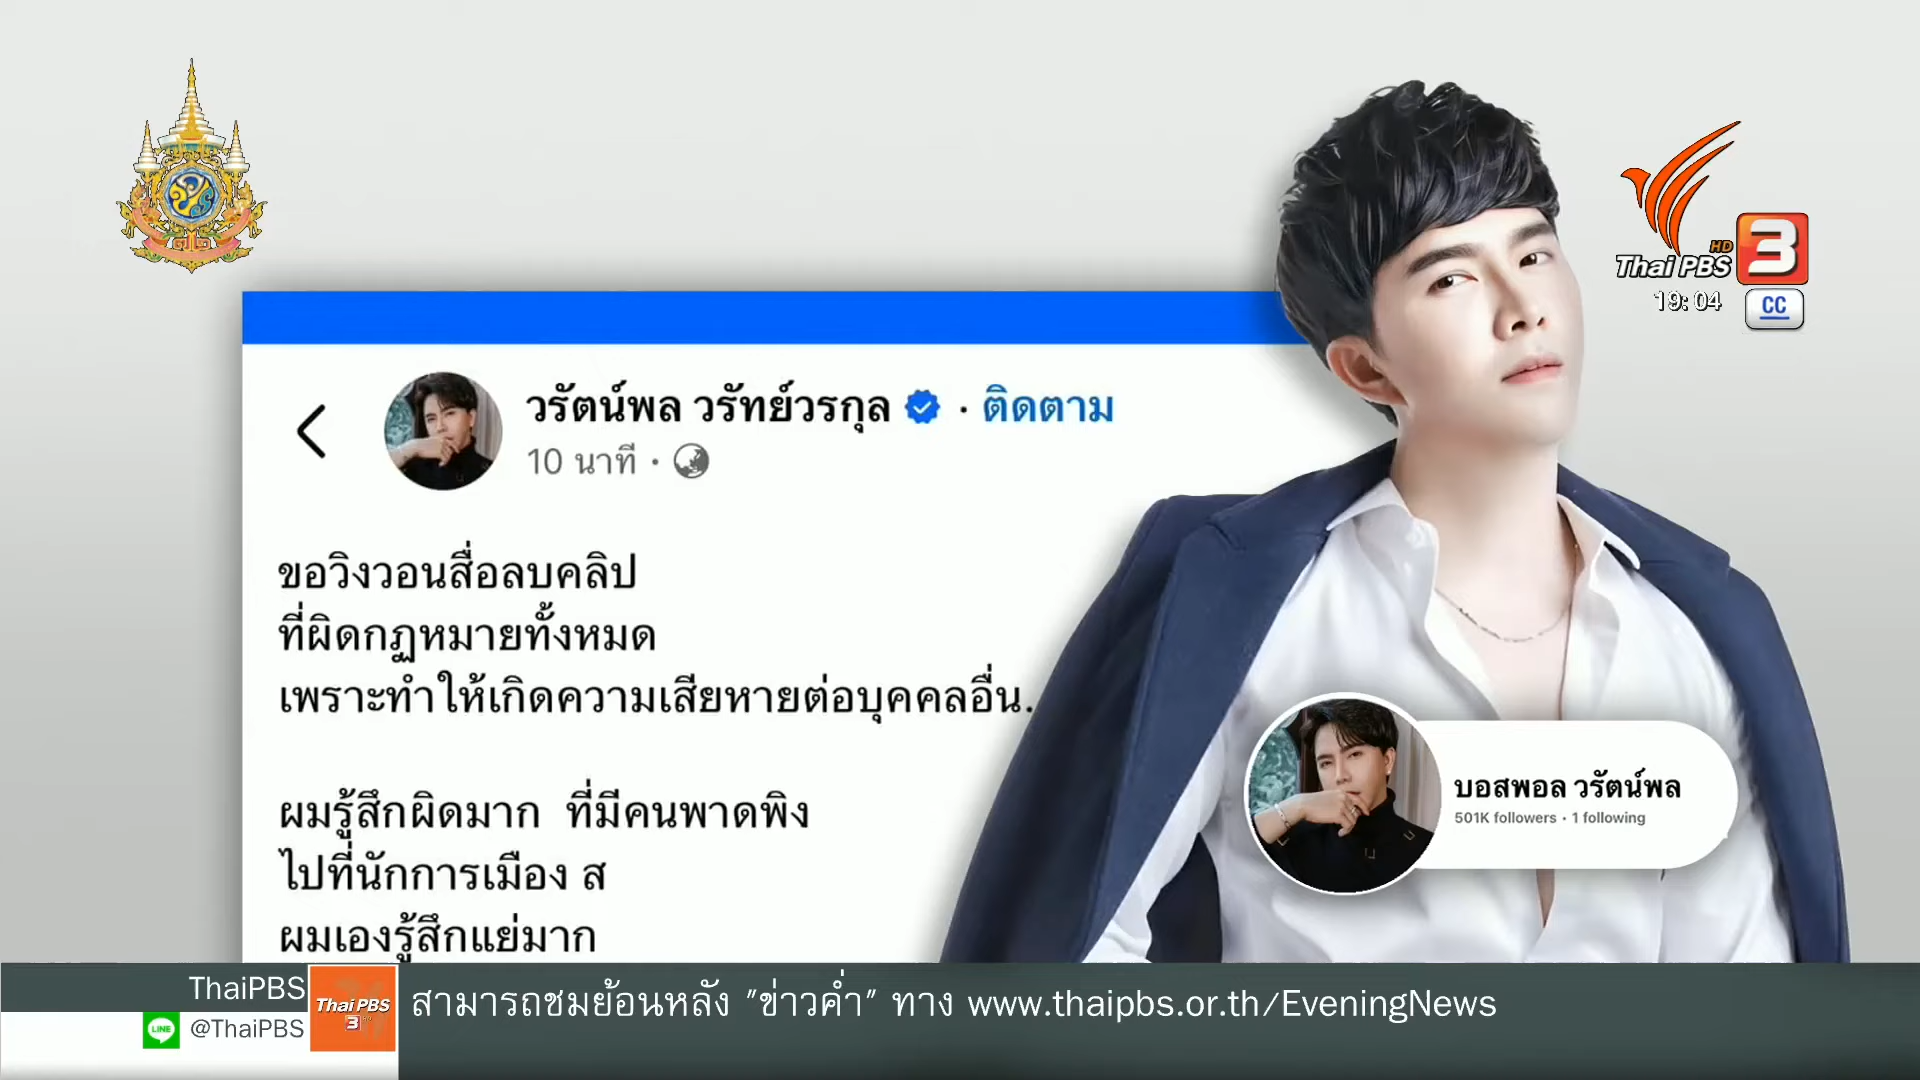 ๗๒
HD
Thai PBS 3
19:04
CC
วรัตน์พล วรัทย์วรกุล · ติดตาม
10 นาที ·
ขอวิงวอนสื่อลบคลิป
ที่ผิดกฎหมายทั้งหมด
เพราะทำให้เกิดความเสียหายต่อบุคคลอื่น.
ผมรู้สึกผิดมาก ที่มีคนพาดพิง
ไปที่นักการเมือง ส
ผมเองรู้สึกแย่มาก
บอสพอล วรัตน์พล
501K followers · 1 following
ThaiPBS
LINE @ThaiPBS
Thai PBS
3
สามารถชมย้อนหลัง "ข่าวค่ำ" ทาง www.thaipbs.or.th/EveningNews